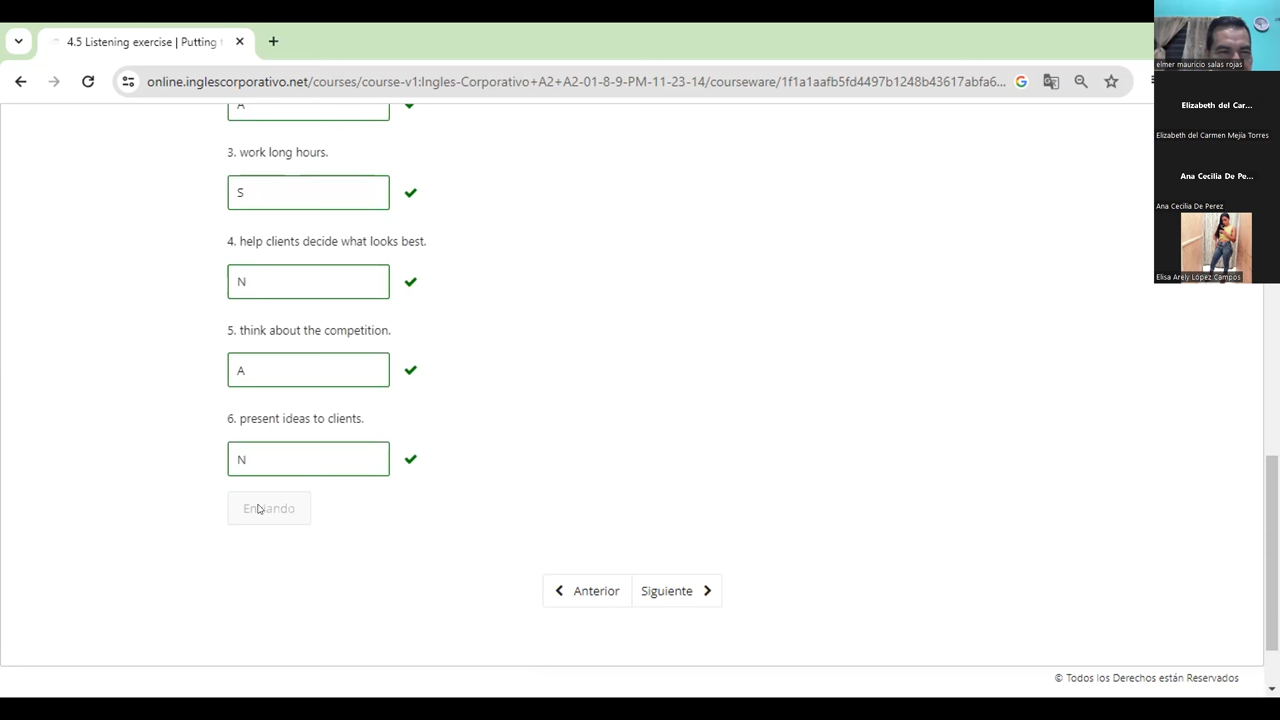 4.5 Listening exercise | Putting
online.inglescorporativo.net/courses/course-v1:Ingles-Corporativo+A2+A2-01-8-9-PM-11-23-14/courseware/1f1a1aafb5fd4497b1248b43617abfa6...
A
3. work long hours.
S
4. help clients decide what looks best.
N
5. think about the competition.
A
6. present ideas to clients.
N
Enviando
Anterior
Siguiente
© Todos los Derechos están Reservados
elmer mauricio salas rojas
Elizabeth del Car...
Elizabeth del Carmen Mejía Torres
Ana Cecilia De Pe...
Ana Cecilia De Perez
Elisa Arely López Campos